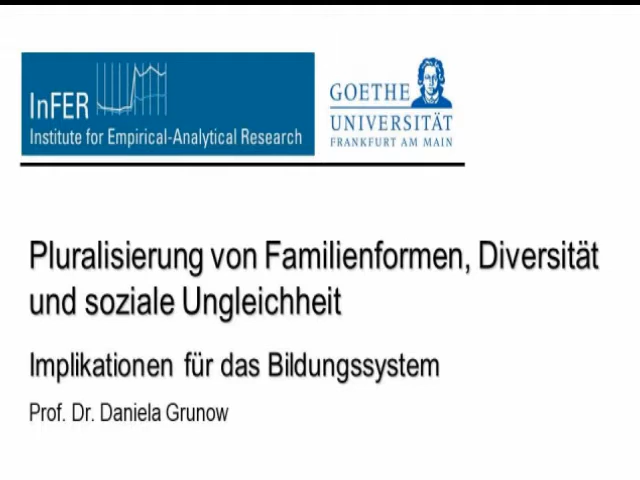 InFER
Institute for Empirical-Analytical Research
GOETHE
UNIVERSITÄT
FRANKFURT AM MAIN
Pluralisierung von Familienformen, Diversität
und soziale Ungleichheit
Implikationen für das Bildungssystem
Prof. Dr. Daniela Grunow